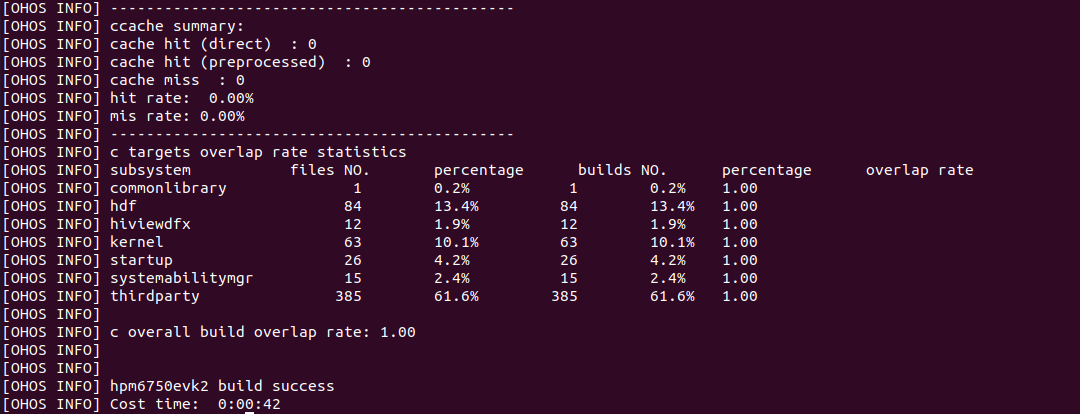 [OHOS INFO] ---------------------------------------------
[OHOS INFO] ccache summary:
[OHOS INFO] cache hit (direct)  : 0
[OHOS INFO] cache hit (preprocessed)  : 0
[OHOS INFO] cache miss  : 0
[OHOS INFO] hit rate:  0.00%
[OHOS INFO] mis rate: 0.00%
[OHOS INFO] ---------------------------------------------
[OHOS INFO] c targets overlap rate statistics
[OHOS INFO] subsystem           files NO.       percentage      builds NO.      percentage      overlap rate
[OHOS INFO] commonlibrary              1        0.2%           1        0.2%    1.00
[OHOS INFO] hdf                       84        13.4%         84        13.4%   1.00
[OHOS INFO] hiviewdfx                 12        1.9%          12        1.9%    1.00
[OHOS INFO] kernel                    63        10.1%         63        10.1%   1.00
[OHOS INFO] startup                   26        4.2%          26        4.2%    1.00
[OHOS INFO] systemabilitymgr          15        2.4%          15        2.4%    1.00
[OHOS INFO] thirdparty               385        61.6%        385        61.6%   1.00
[OHOS INFO]
[OHOS INFO] c overall build overlap rate: 1.00
[OHOS INFO]
[OHOS INFO]
[OHOS INFO] hpm6750evk2 build success
[OHOS INFO] Cost time:  0:00:42